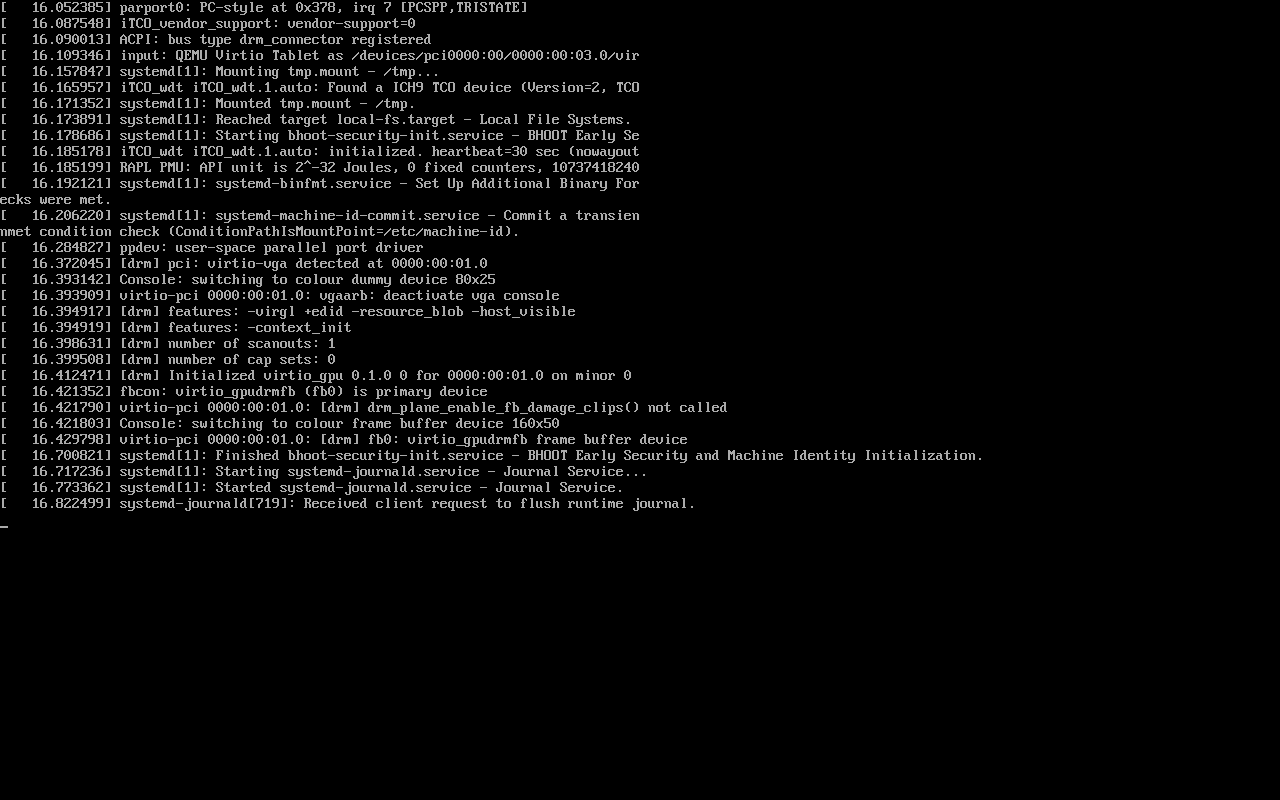 [   16.052385] parport0: PC-style at 0x378, irq 7 [PCSPP,TRISTATE]
[   16.087548] iTCO_vendor_support: vendor-support=0
[   16.090013] ACPI: bus type drm_connector registered
[   16.109346] input: QEMU Virtio Tablet as /devices/pci0000:00/0000:00:03.0/vir
[   16.157847] systemd[1]: Mounting tmp.mount - /tmp...
[   16.165957] iTCO_wdt iTCO_wdt.1.auto: Found a ICH9 TCO device (Version=2, TCO
[   16.171352] systemd[1]: Mounted tmp.mount - /tmp.
[   16.173891] systemd[1]: Reached target local-fs.target - Local File Systems.
[   16.178686] systemd[1]: Starting bhoot-security-init.service - BHOOT Early Se
[   16.185178] iTCO_wdt iTCO_wdt.1.auto: initialized. heartbeat=30 sec (nowayout
[   16.185199] RAPL PMU: API unit is 2^-32 Joules, 0 fixed counters, 10737418240
[   16.192121] systemd[1]: systemd-binfmt.service - Set Up Additional Binary For
ecks were met.
[   16.206220] systemd[1]: systemd-machine-id-commit.service - Commit a transien
nmet condition check (ConditionPathIsMountPoint=/etc/machine-id).
[   16.284827] ppdev: user-space parallel port driver
[   16.372045] [drm] pci: virtio-vga detected at 0000:00:01.0
[   16.393142] Console: switching to colour dummy device 80x25
[   16.393909] virtio-pci 0000:00:01.0: vgaarb: deactivate vga console
[   16.394917] [drm] features: -virgl +edid -resource_blob -host_visible
[   16.394919] [drm] features: -context_init
[   16.398631] [drm] number of scanouts: 1
[   16.399508] [drm] number of cap sets: 0
[   16.412471] [drm] Initialized virtio_gpu 0.1.0 0 for 0000:00:01.0 on minor 0
[   16.421352] fbcon: virtio_gpudrmfb (fb0) is primary device
[   16.421790] virtio-pci 0000:00:01.0: [drm] drm_plane_enable_fb_damage_clips() not called
[   16.421803] Console: switching to colour frame buffer device 160x50
[   16.429798] virtio-pci 0000:00:01.0: [drm] fb0: virtio_gpudrmfb frame buffer device
[   16.700821] systemd[1]: Finished bhoot-security-init.service - BHOOT Early Security and Machine Identity Initialization.
[   16.717236] systemd[1]: Starting systemd-journald.service - Journal Service...
[   16.773362] systemd[1]: Started systemd-journald.service - Journal Service.
[   16.822499] systemd-journald[719]: Received client request to flush runtime journal.